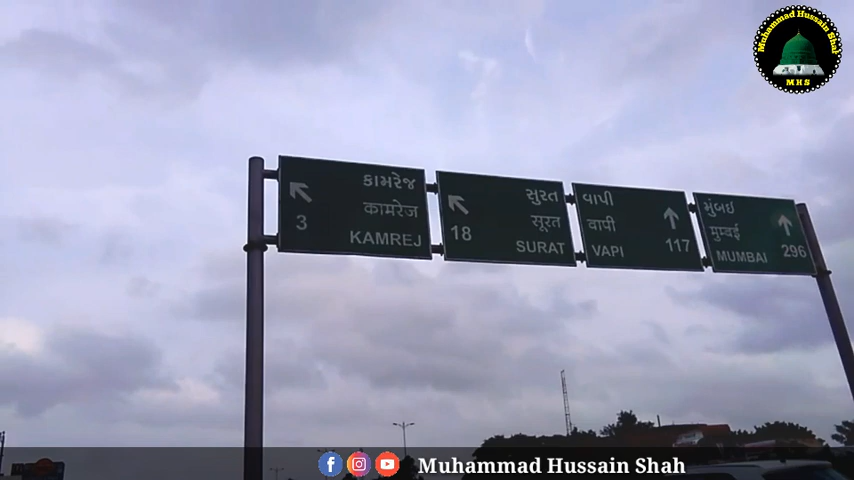 કામરેજ
कामरेज
3
KAMREJ
સુરત
सूरत
18
SURAT
વાપી
वापी
VAPI
117
મુંબઇ
मुम्बई
MUMBAI
296
Muhammad Hussain Shah
M H S
Muhammad Hussain Shah